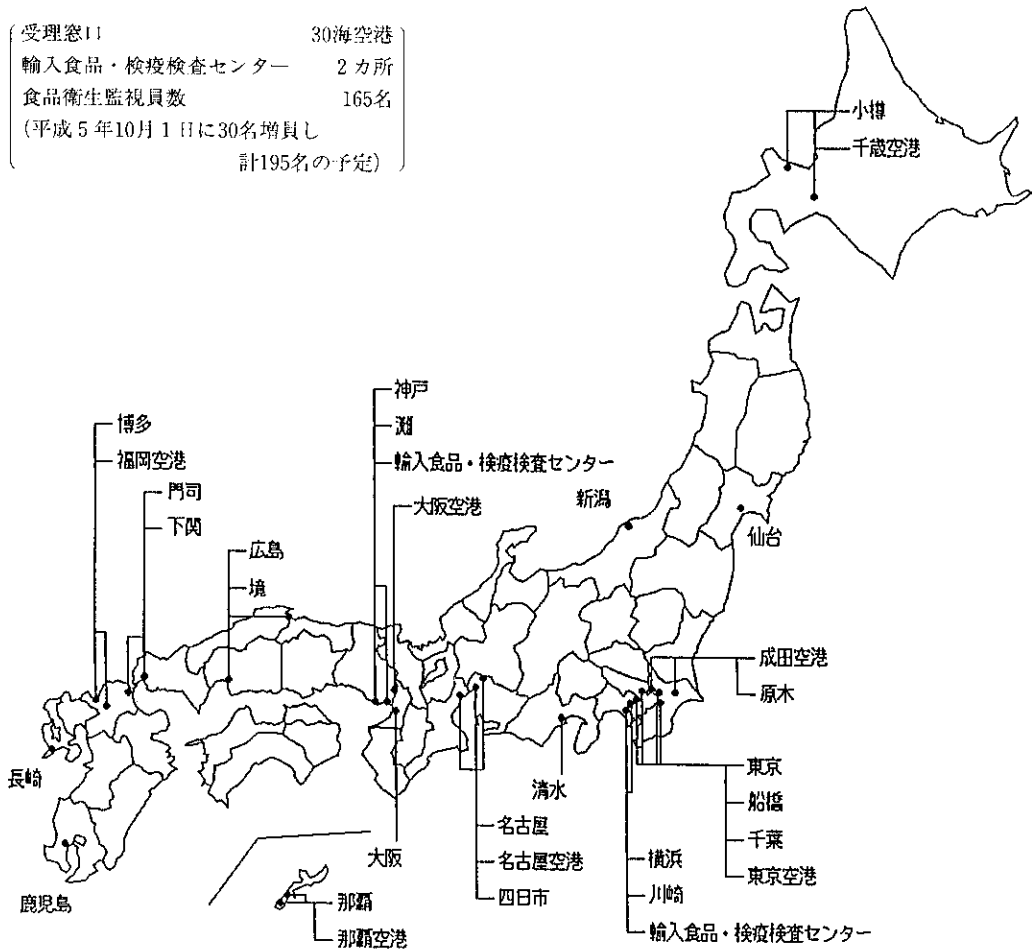 受理窓口 30海空港
輸入食品・検疫検査センター 2カ所
食品衛生監視員数 165名
(平成5年10月1日に30名増員し
計195名の予定)
小樽
千歳空港
神戸
灘
輸入食品・検疫検査センター
大阪空港
博多
福岡空港
門司
下関
広島
境
新潟
仙台
成田空港
原木
東京
船橋
千葉
東京空港
長崎
鹿児島
清水
大阪
名古屋
名古屋空港
四日市
横浜
川崎
輸入食品・検疫検査センター
那覇
那覇空港